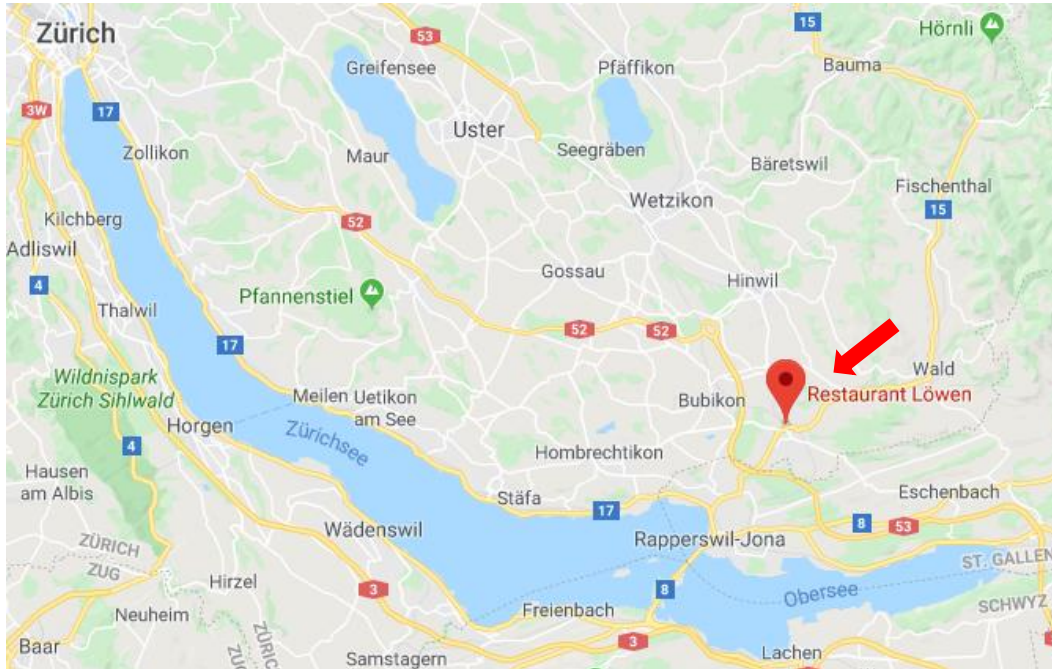 Zürich
53
15
Hörnli
Greifensee
Pfäffikon
Bauma
3W
17
Uster
Zollikon
Maur
Seegräben
Bäretswil
Fischenthal
Wetzikon
15
Kilchberg
52
Adliswil
4
Gossau
Hinwil
Pfannenstiel
Thalwil
52
52
17
Wildnispark
Zürich Sihlwald
Wald
Restaurant Löwen
Meilen
Uetikon
am See
Bubikon
Horgen
Zürichsee
4
Hombrechtikon
Hausen
am Albis
Stäfa
17
Eschenbach
Wädenswil
8
53
Rapperswil-Jona
ZÜRICH
ZUG
ST. GALLEN
Hirzel
3
8
Obersee
SCHWYZ
Neuheim
Freienbach
ZÜRICH
ZUG
3
Baar
Samstagern
Lachen